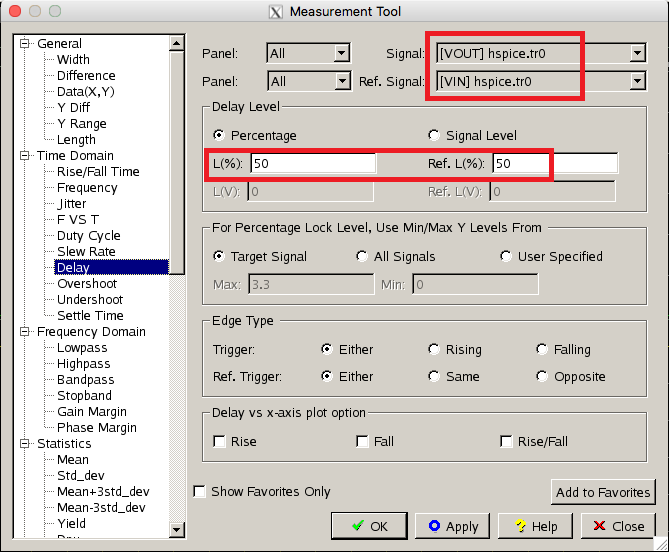 Measurement Tool
General
Width
Difference
Data(X,Y)
Y Diff
Y Range
Length
Time Domain
Rise/Fall Time
Frequency
Jitter
F VS T
Duty Cycle
Slew Rate
Delay
Overshoot
Undershoot
Settle Time
Frequency Domain
Lowpass
Highpass
Bandpass
Stopband
Gain Margin
Phase Margin
Statistics
Mean
Std_dev
Mean+3std_dev
Mean-3std_dev
Yield
Panel: All Signal: [VOUT] hspice.tr0
Panel: All Ref. Signal: [VIN] hspice.tr0
Delay Level
Percentage Signal Level
L(%): 50 Ref. L(%): 50
L(V): 0 Ref. L(V): 0
For Percentage Lock Level, Use Min/Max Y Levels From
Target Signal All Signals User Specified
Max: 3.3 Min: 0
Edge Type
Trigger: Either Rising Falling
Ref. Trigger: Either Same Opposite
Delay vs x-axis plot option
Rise Fall Rise/Fall
Show Favorites Only Add to Favorites
OK Apply ? Help Close